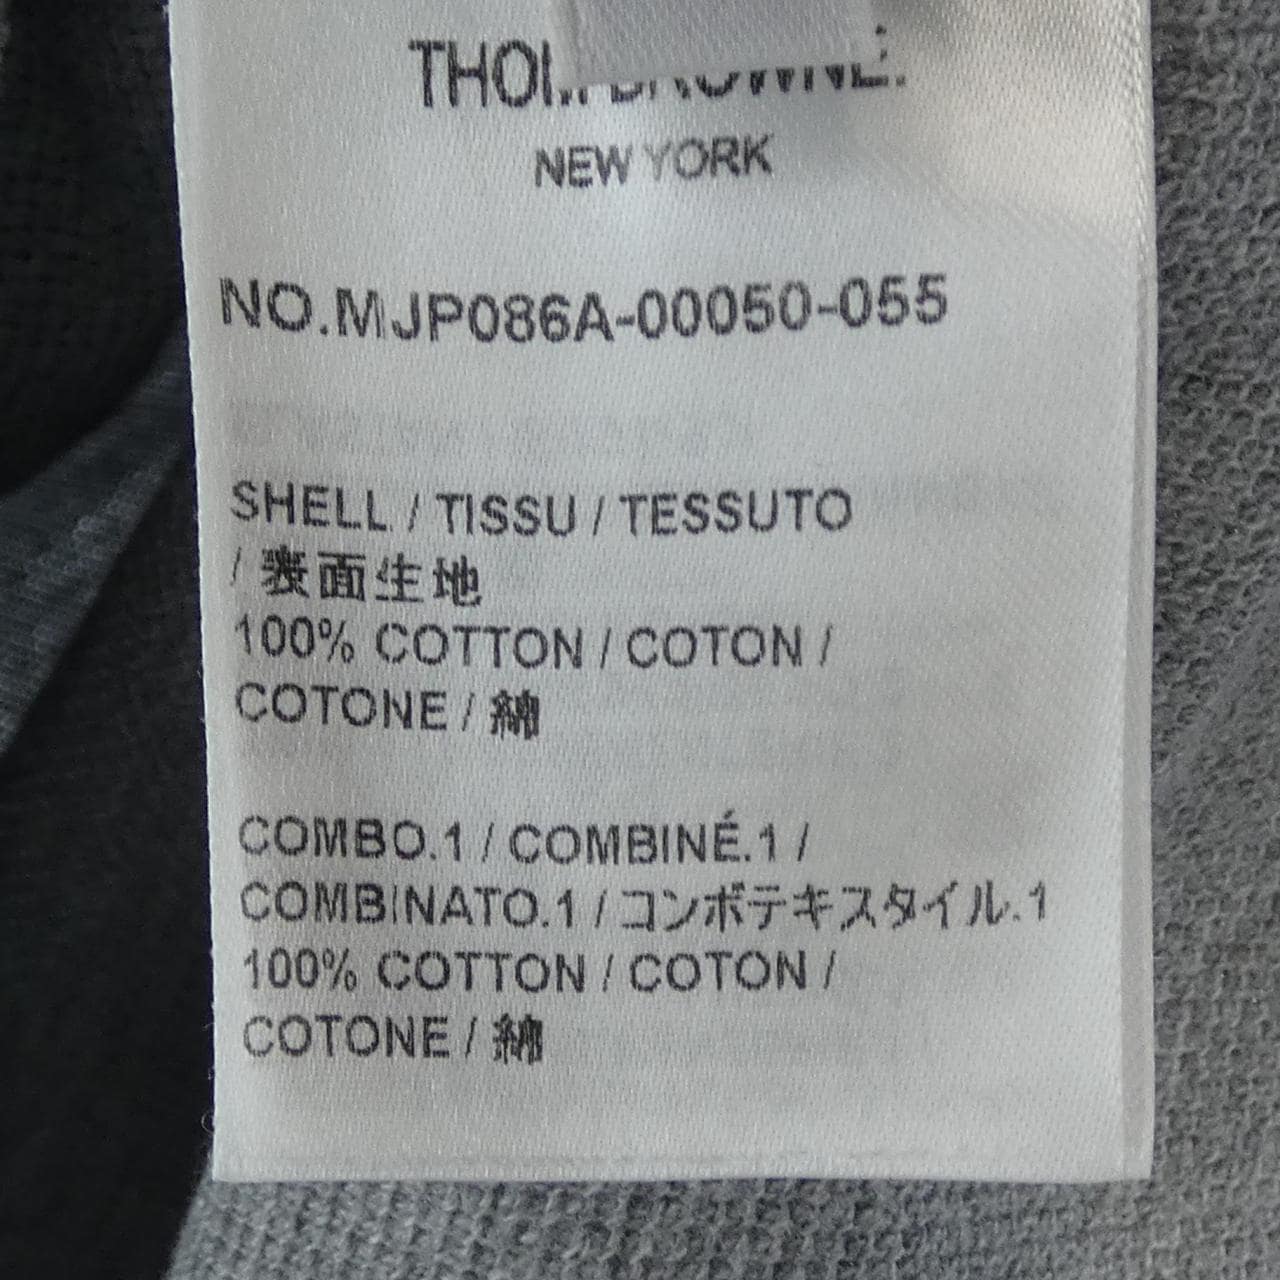 THOM BROWNE.
NEW YORK
NO.MJP086A-00050-055
SHELL / TISSU / TESSUTO
/ 表面生地
100% COTTON / COTON /
COTONE / 綿
COMBO.1 / COMBINÉ.1 /
COMBINATO.1 / コンボテキスタイル.1
100% COTTON / COTON /
COTONE / 綿